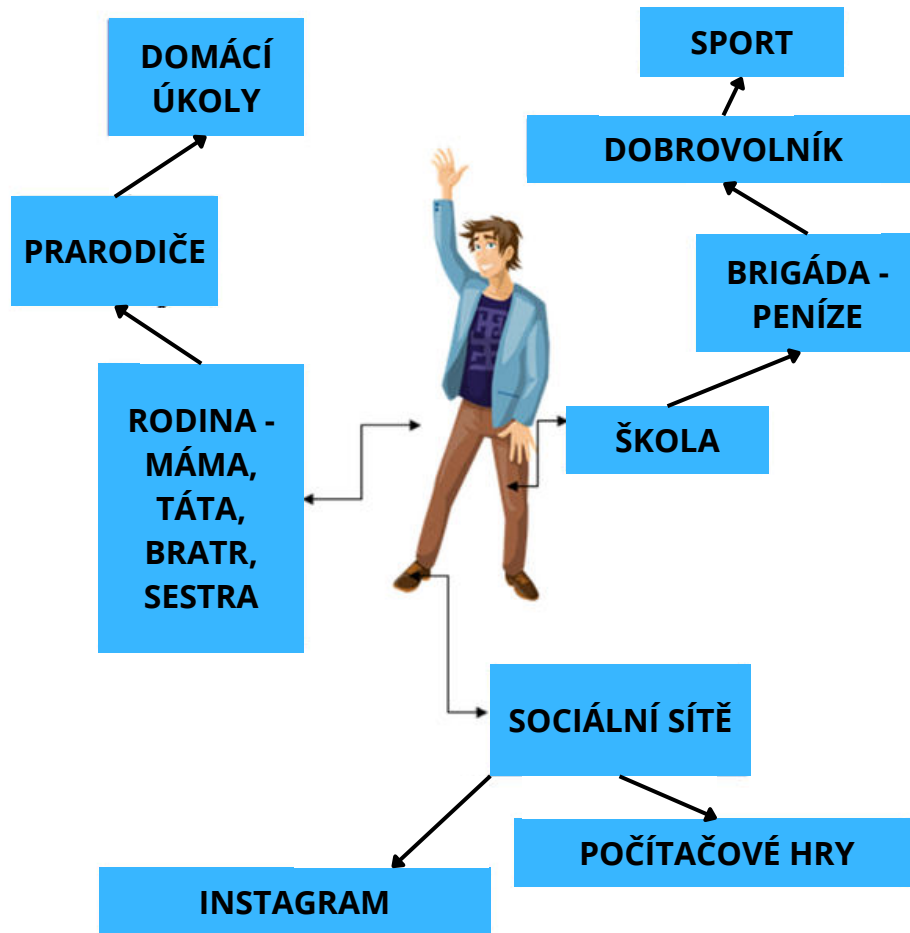 DOMÁCÍ
ÚKOLY
PRARODIČE
RODINA -
MÁMA,
TÁTA,
BRATR,
SESTRA
SPORT
DOBROVOLNÍK
BRIGÁDA -
PENÍZE
ŠKOLA
SOCIÁLNÍ SÍTĚ
POČÍTAČOVÉ HRY
INSTAGRAM